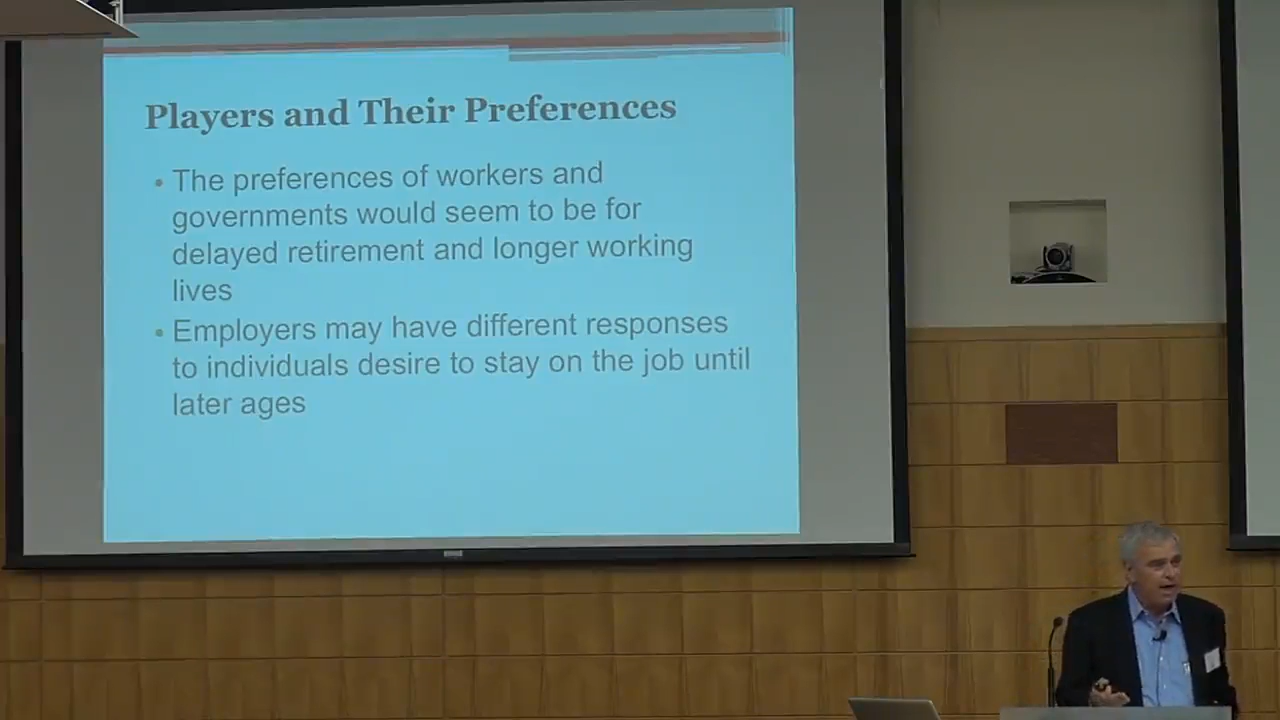 Players and Their Preferences
• The preferences of workers and
governments would seem to be for
delayed retirement and longer working
lives
• Employers may have different responses
to individuals desire to stay on the job until
later ages